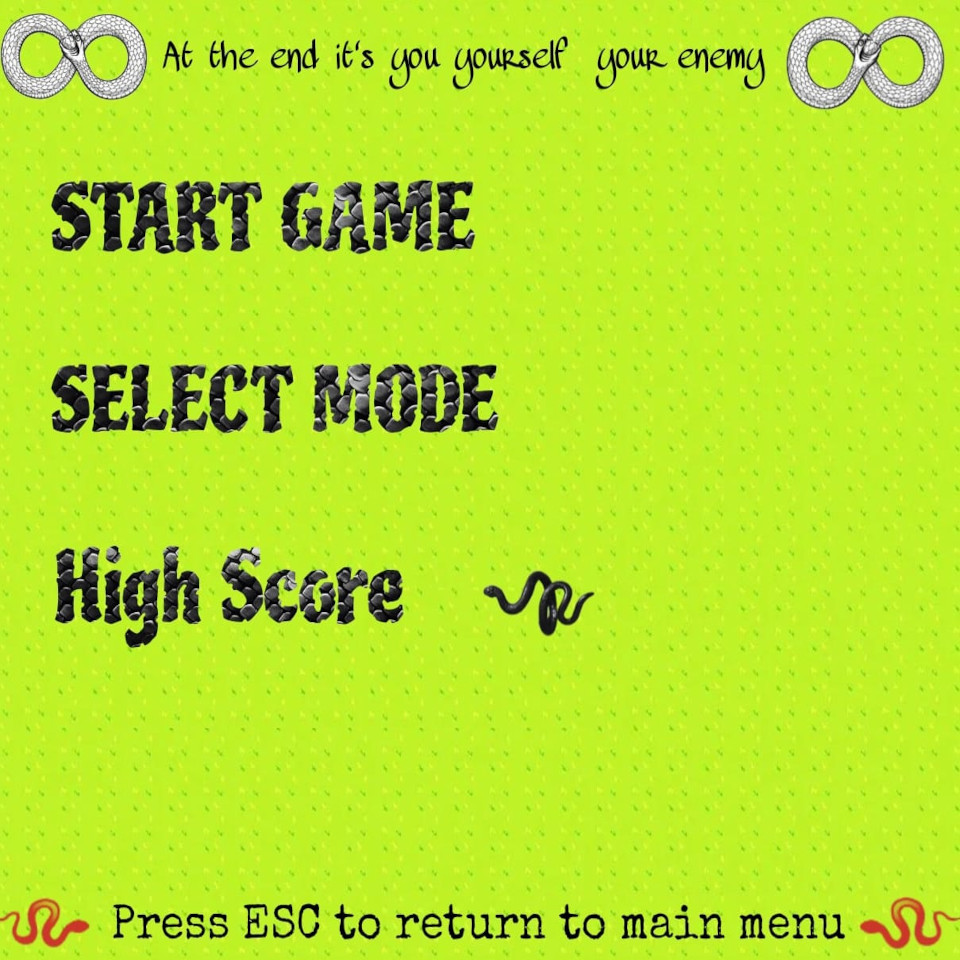 At the end it's you yourself your enemy
START GAME
SELECT MODE
High Score
Press ESC to return to main menu